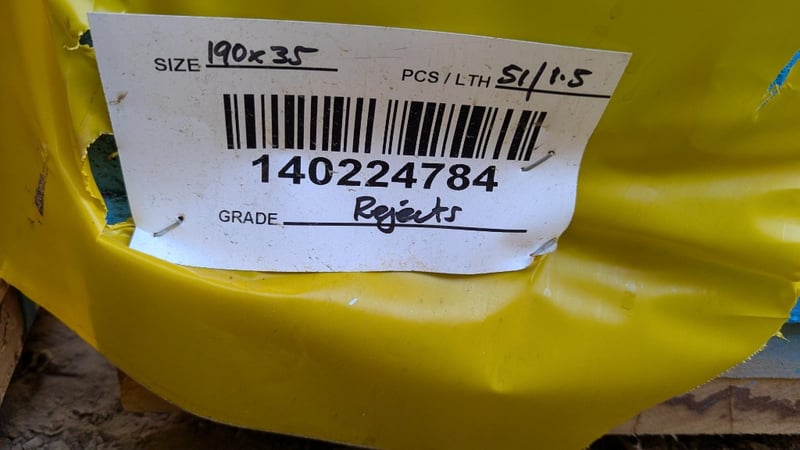 SIZE 190x35
PCS / LTH 51/1.5
140224784
GRADE Rejects